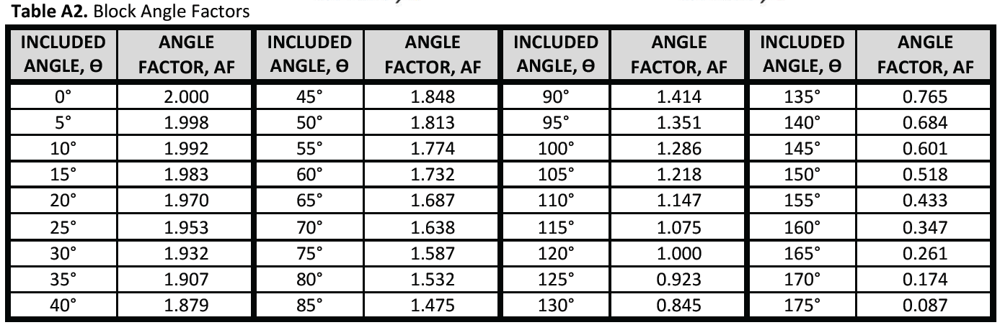 Table A2. Block Angle Factors
INCLUDED ANGLE, Ɵ ANGLE FACTOR, AF INCLUDED ANGLE, Ɵ ANGLE FACTOR, AF INCLUDED ANGLE, Ɵ ANGLE FACTOR, AF INCLUDED ANGLE, Ɵ ANGLE FACTOR, AF
0° 2.000 45° 1.848 90° 1.414 135° 0.765
5° 1.998 50° 1.813 95° 1.351 140° 0.684
10° 1.992 55° 1.774 100° 1.286 145° 0.601
15° 1.983 60° 1.732 105° 1.218 150° 0.518
20° 1.970 65° 1.687 110° 1.147 155° 0.433
25° 1.953 70° 1.638 115° 1.075 160° 0.347
30° 1.932 75° 1.587 120° 1.000 165° 0.261
35° 1.907 80° 1.532 125° 0.923 170° 0.174
40° 1.879 85° 1.475 130° 0.845 175° 0.087